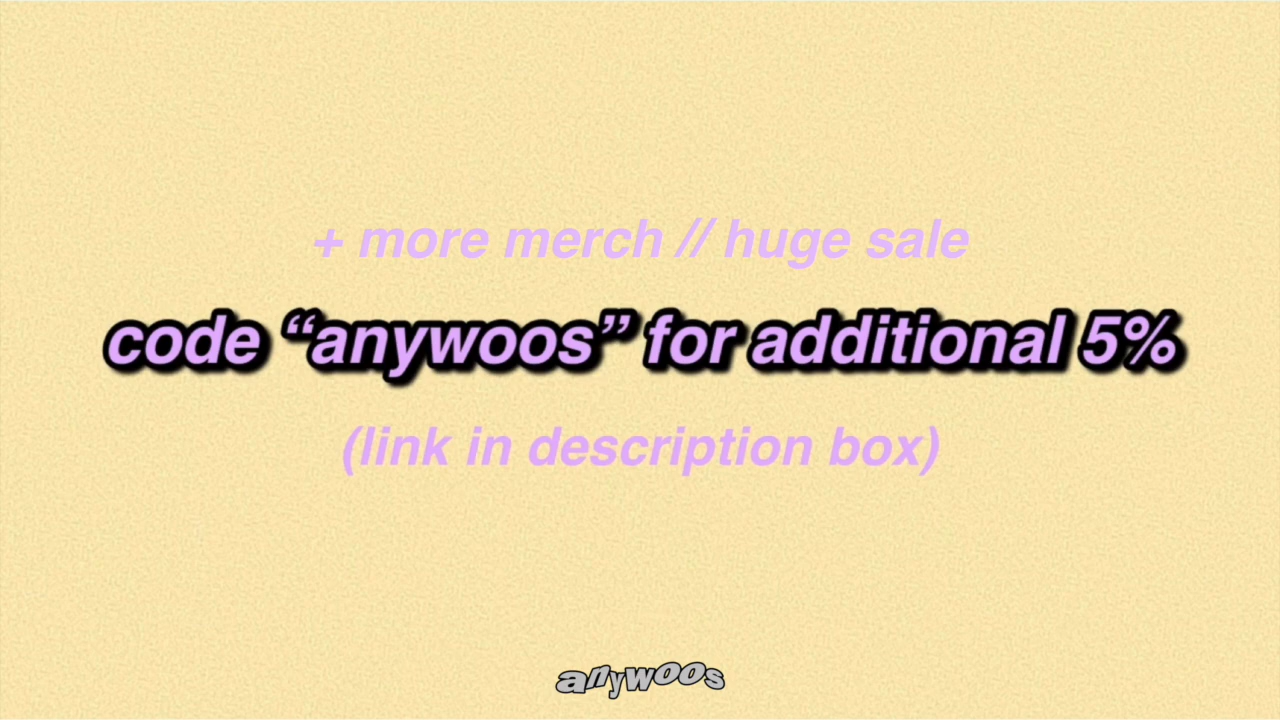 + more merch // huge sale
code “anywoos” for additional 5%
(link in description box)
anywoos